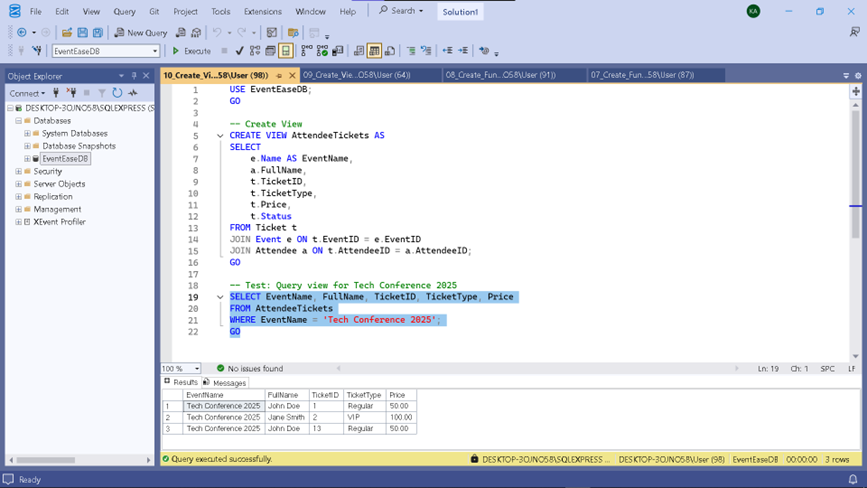 File Edit View Query Git Project Tools Extensions Window Help Search Solution1 KA
New Query
EventEaseDB Execute
Object Explorer
10_Create_Vi...58\User (98)) 09_Create_Vie...O58\User (64)) 08_Create_Fun...O58\User (91)) 07_Create_Fun...58\User (87))
Connect
DESKTOP-3OJNO58\SQLEXPRESS (S
Databases
System Databases
Database Snapshots
EventEaseDB
Security
Server Objects
Replication
Management
XEvent Profiler
1 USE EventEaseDB;
2 GO
3
4 -- Create View
5 CREATE VIEW AttendeeTickets AS
6 SELECT
7 e.Name AS EventName,
8 a.FullName,
9 t.TicketID,
10 t.TicketType,
11 t.Price,
12 t.Status
13 FROM Ticket t
14 JOIN Event e ON t.EventID = e.EventID
15 JOIN Attendee a ON t.AttendeeID = a.AttendeeID;
16 GO
17
18 -- Test: Query view for Tech Conference 2025
19 SELECT EventName, FullName, TicketID, TicketType, Price
20 FROM AttendeeTickets
21 WHERE EventName = 'Tech Conference 2025';
22 GO
100 % No issues found Ln: 19 Ch: 1 SPC LF
Results Messages
EventName FullName TicketID TicketType Price
1 Tech Conference 2025 John Doe 1 Regular 50.00
2 Tech Conference 2025 Jane Smith 2 VIP 100.00
3 Tech Conference 2025 John Doe 13 Regular 50.00
Query executed successfully. DESKTOP-3OJNO58\SQLEXPRESS ... DESKTOP-3OJNO58\User (98) EventEaseDB 00:00:00 3 rows
Ready